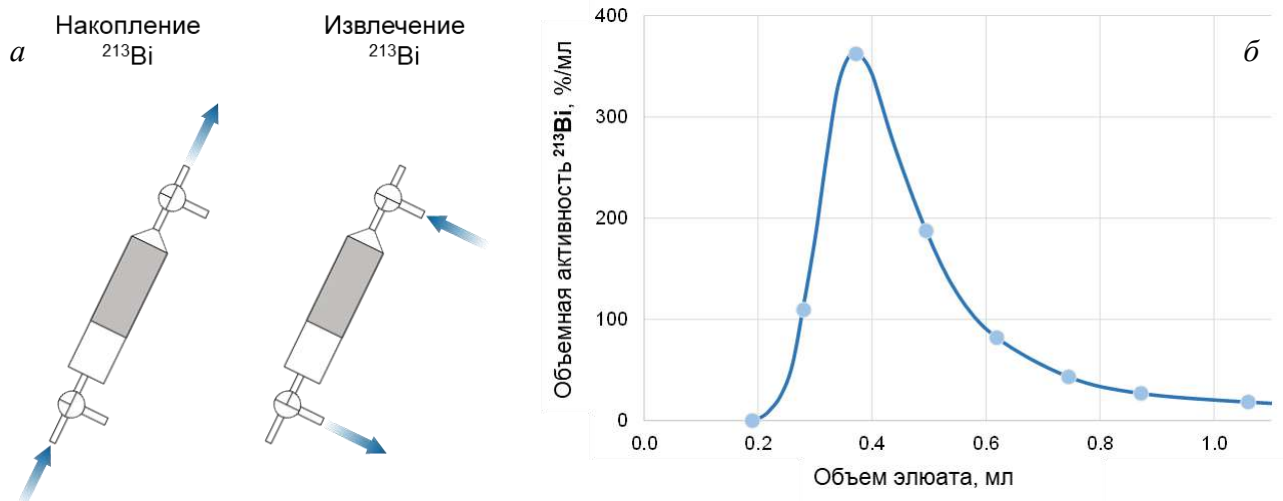 а
Накопление
²¹³Bi
Извлечение
²¹³Bi
б
Объемная активность ²¹³Bi, %/мл
400
300
200
100
0
0.0 0.2 0.4 0.6 0.8 1.0
Объем элюата, мл